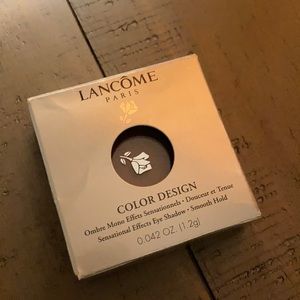 LANCÔME
PARIS
COLOR DESIGN
Ombre Mono Effets Sensationnels • Douceur et Tenue
Sensational Effects Eye Shadow • Smooth Hold
0.042 OZ. (1.2g)